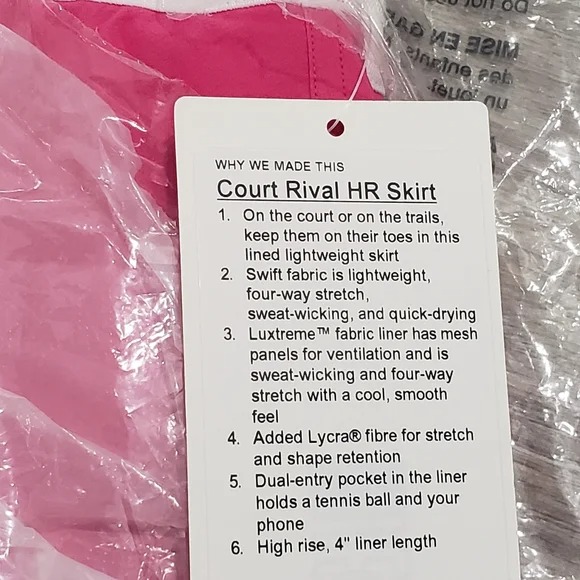 WHY WE MADE THIS
Court Rival HR Skirt
1. On the court or on the trails,
keep them on their toes in this
lined lightweight skirt
2. Swift fabric is lightweight,
four-way stretch,
sweat-wicking, and quick-drying
3. Luxtreme™ fabric liner has mesh
panels for ventilation and is
sweat-wicking and four-way
stretch with a cool, smooth
feel
4. Added Lycra® fibre for stretch
and shape retention
5. Dual-entry pocket in the liner
holds a tennis ball and your
phone
6. High rise, 4" liner length
MISE EN GA
des enfants
un jouet.